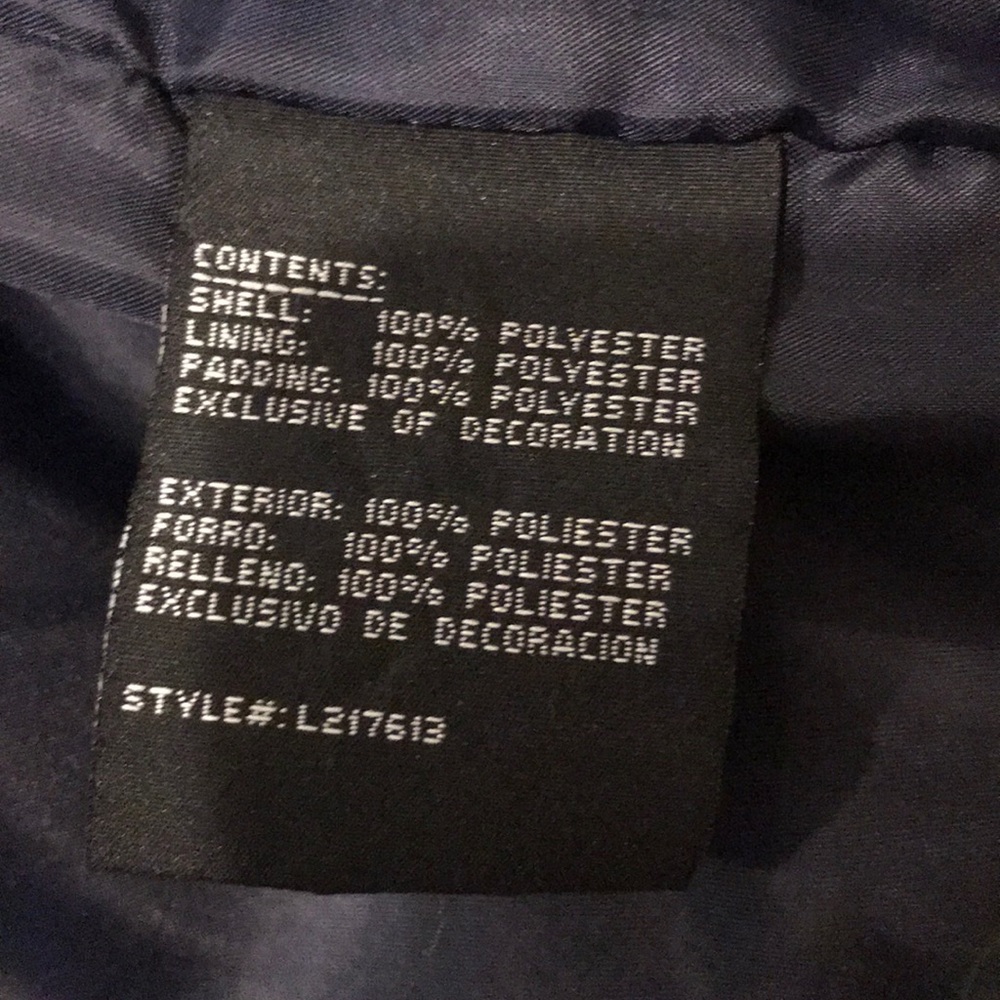 CONTENTS:
SHELL: 100% POLYESTER
LINING: 100% POLYESTER
PADDING: 100% POLYESTER
EXCLUSIVE OF DECORATION
EXTERIOR: 100% POLIESTER
FORRO: 100% POLIESTER
RELLENO: 100% POLIESTER
EXCLUSIVO DE DECORACION
STYLE#: L217613